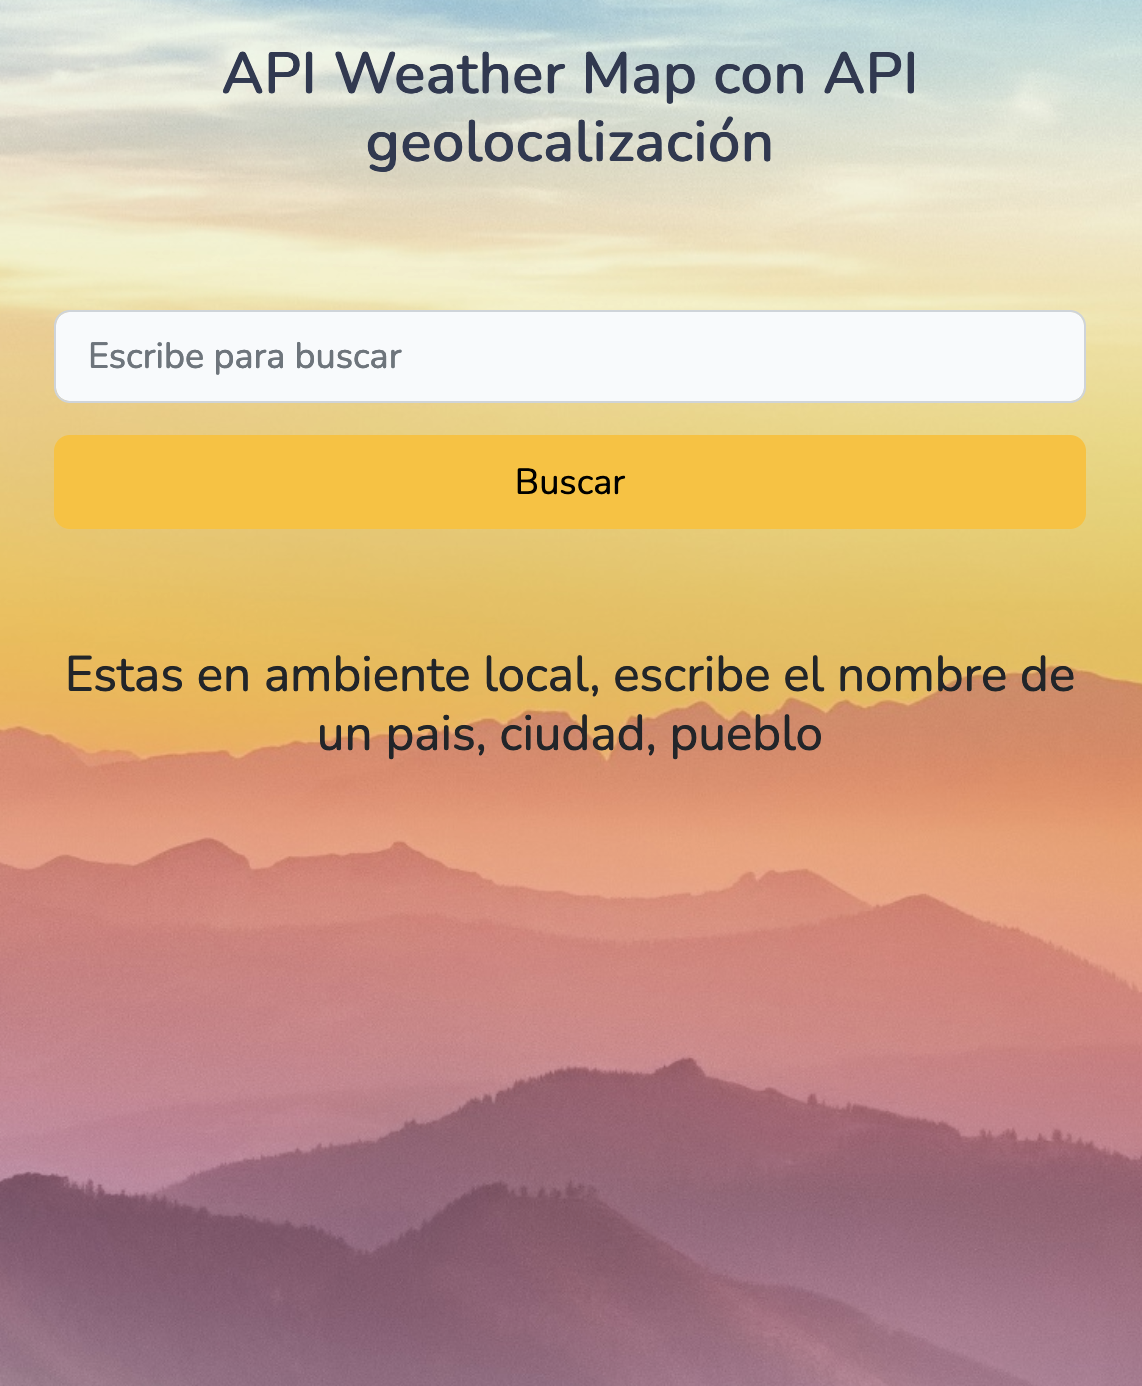 API Weather Map con API
geolocalización
Escribe para buscar
Buscar
Estas en ambiente local, escribe el nombre de
un pais, ciudad, pueblo